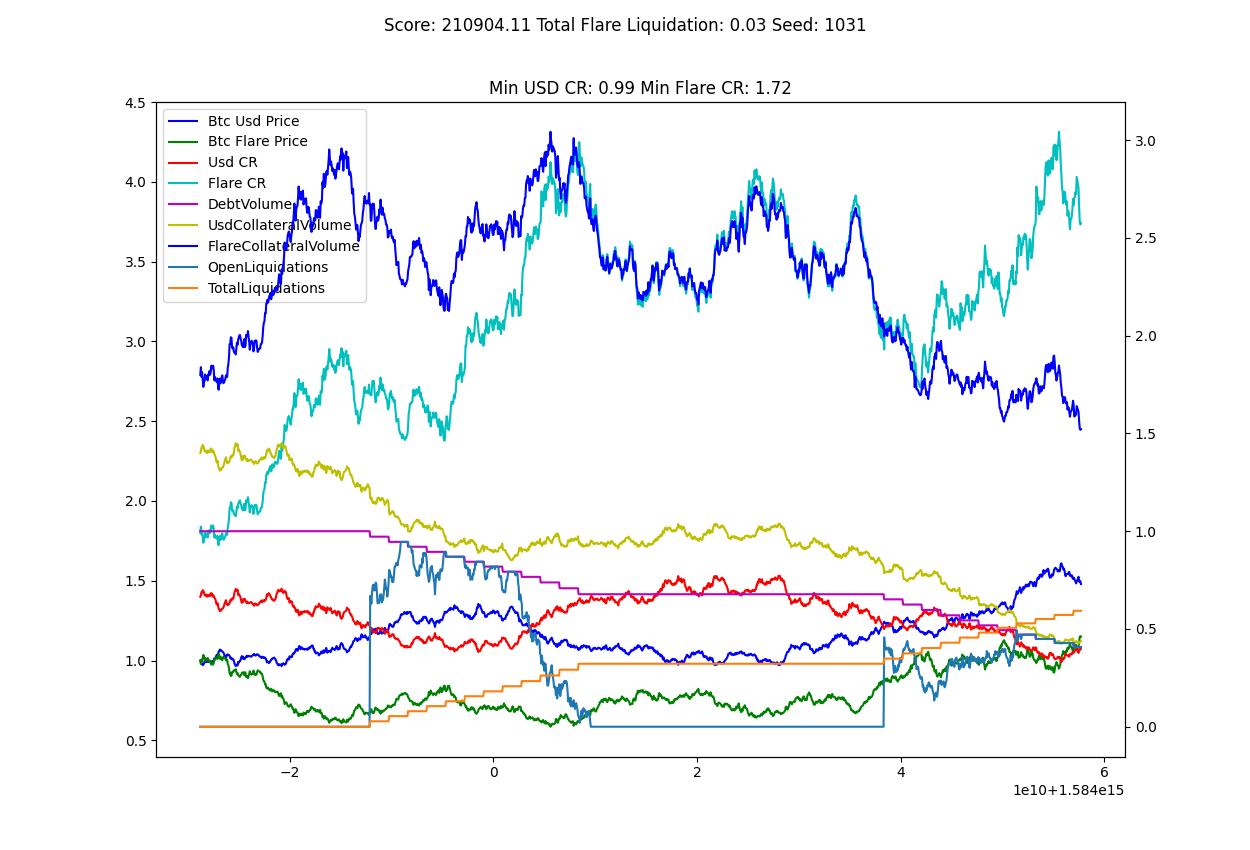 Score: 210904.11 Total Flare Liquidation: 0.03 Seed: 1031
Min USD CR: 0.99 Min Flare CR: 1.72
4.5
4.0
3.5
3.0
2.5
2.0
1.5
1.0
0.5
Btc Usd Price
Btc Flare Price
Usd CR
Flare CR
DebtVolume
UsdCollateralVolume
FlareCollateralVolume
OpenLiquidations
TotalLiquidations
3.0
2.5
2.0
1.5
1.0
0.5
0.0
−2 0 2 4 6
1e10+1.584e15